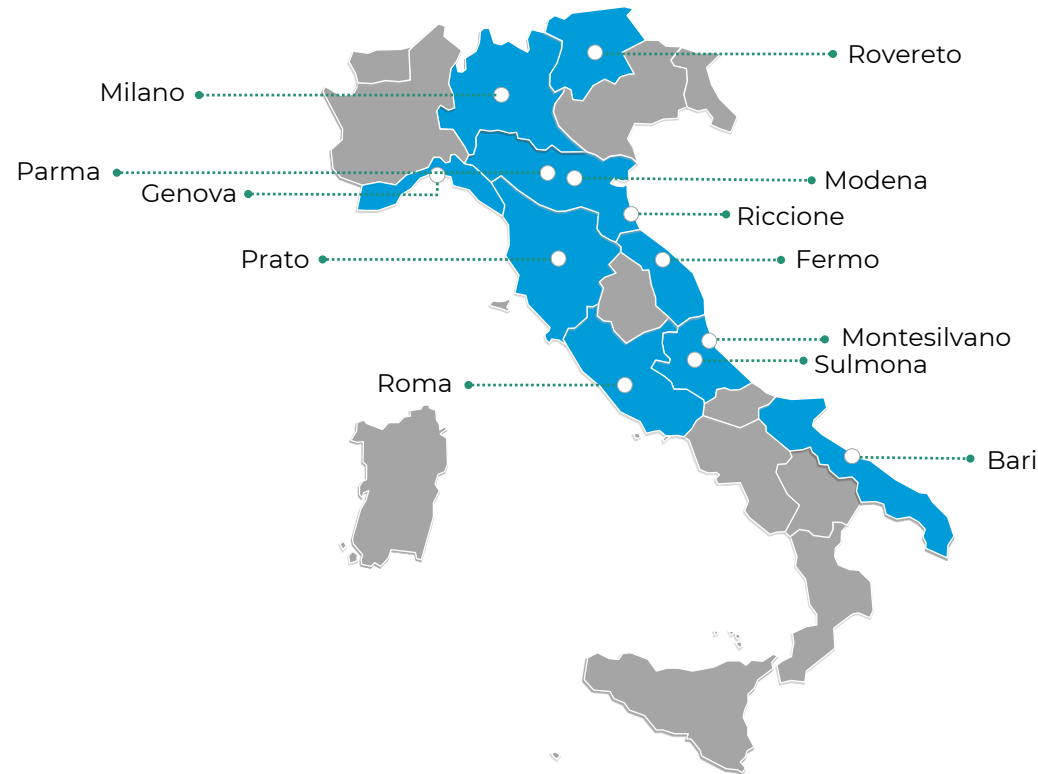 Rovereto
Milano
Parma
Modena
Genova
Riccione
Prato
Fermo
Montesilvano
Sulmona
Roma
Bari